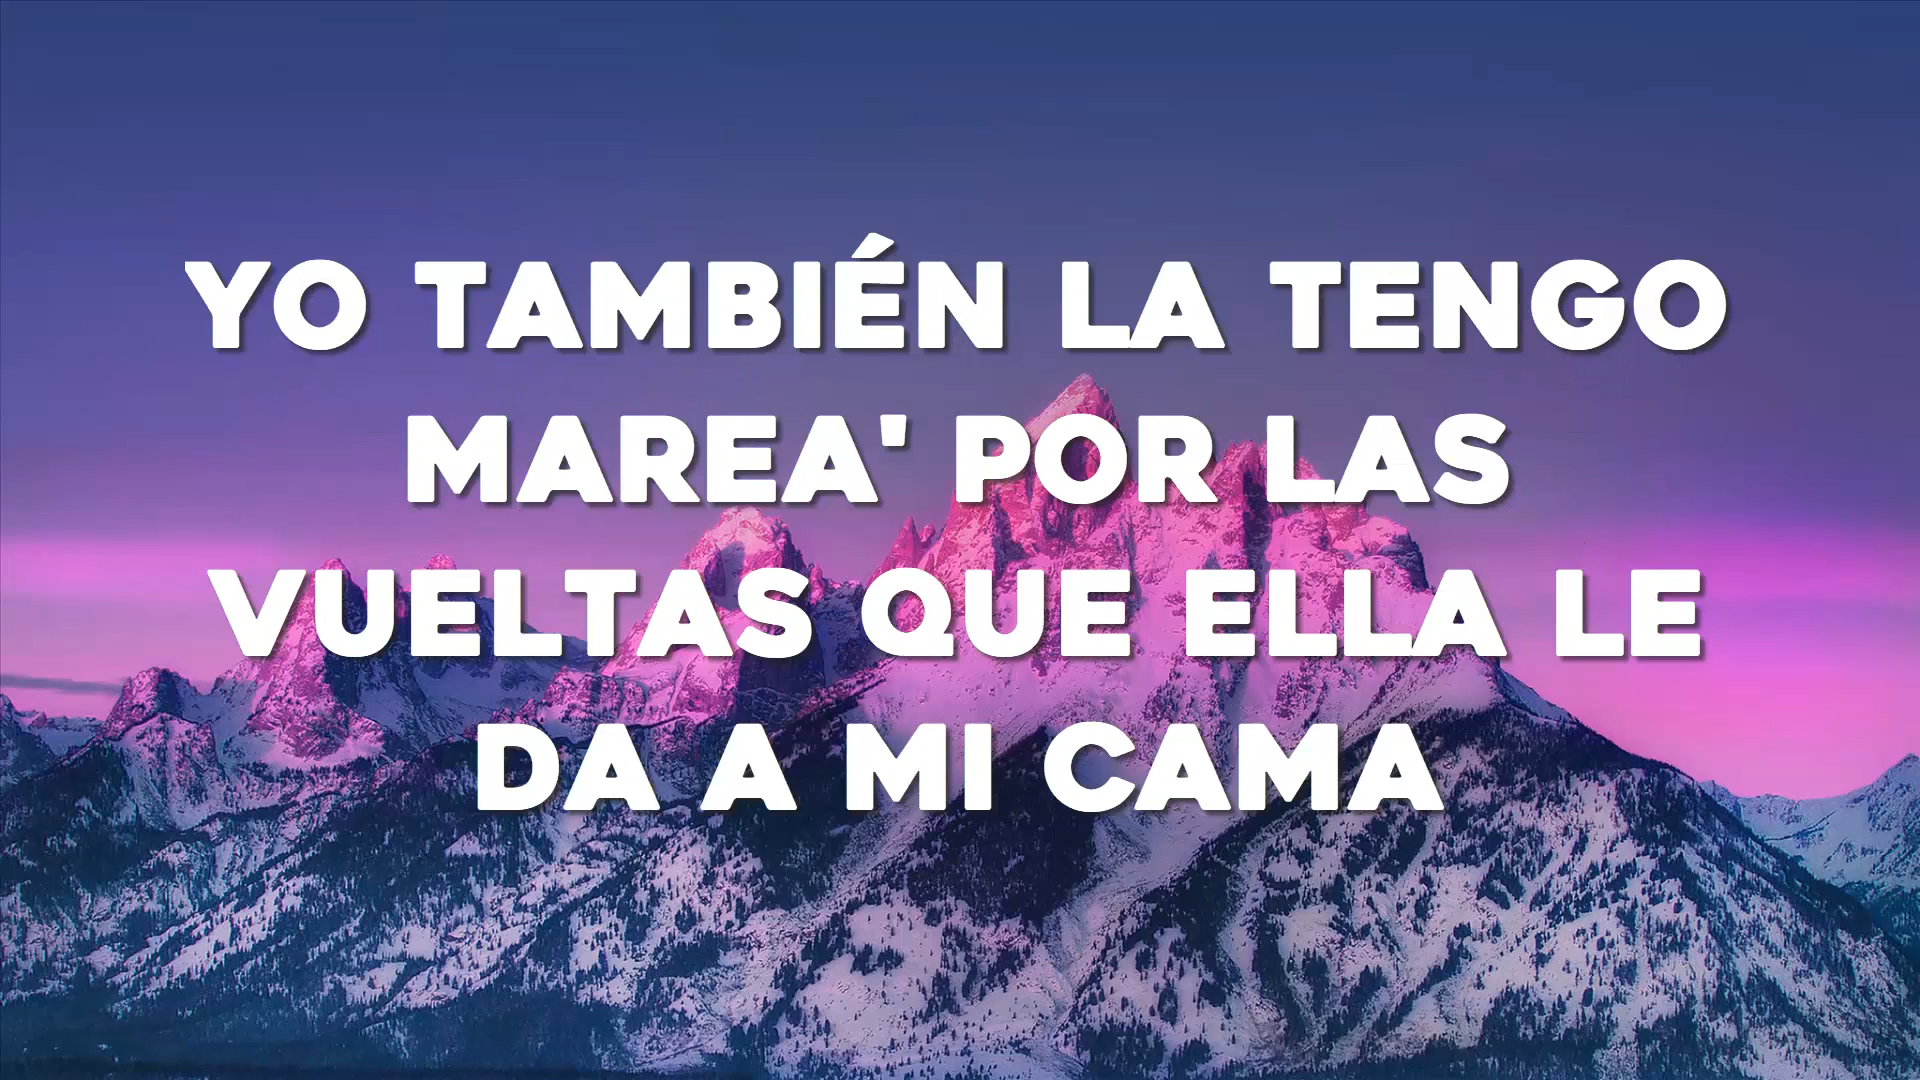 YO TAMBIÉN LA TENGO
MAREA' POR LAS
VUELTAS QUE ELLA LE
DA A MI CAMA